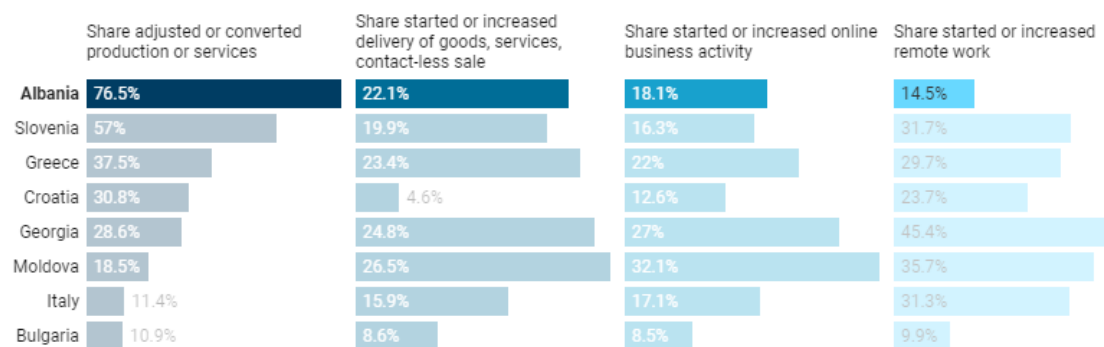 Share adjusted or converted
production or services
Share started or increased
delivery of goods, services,
contact-less sale
Share started or increased online
business activity
Share started or increased
remote work
Albania 76.5% 22.1% 18.1% 14.5%
Slovenia 57% 19.9% 16.3% 31.7%
Greece 37.5% 23.4% 22% 29.7%
Croatia 30.8% 4.6% 12.6% 23.7%
Georgia 28.6% 24.8% 27% 45.4%
Moldova 18.5% 26.5% 32.1% 35.7%
Italy 11.4% 15.9% 17.1% 31.3%
Bulgaria 10.9% 8.6% 8.5% 9.9%